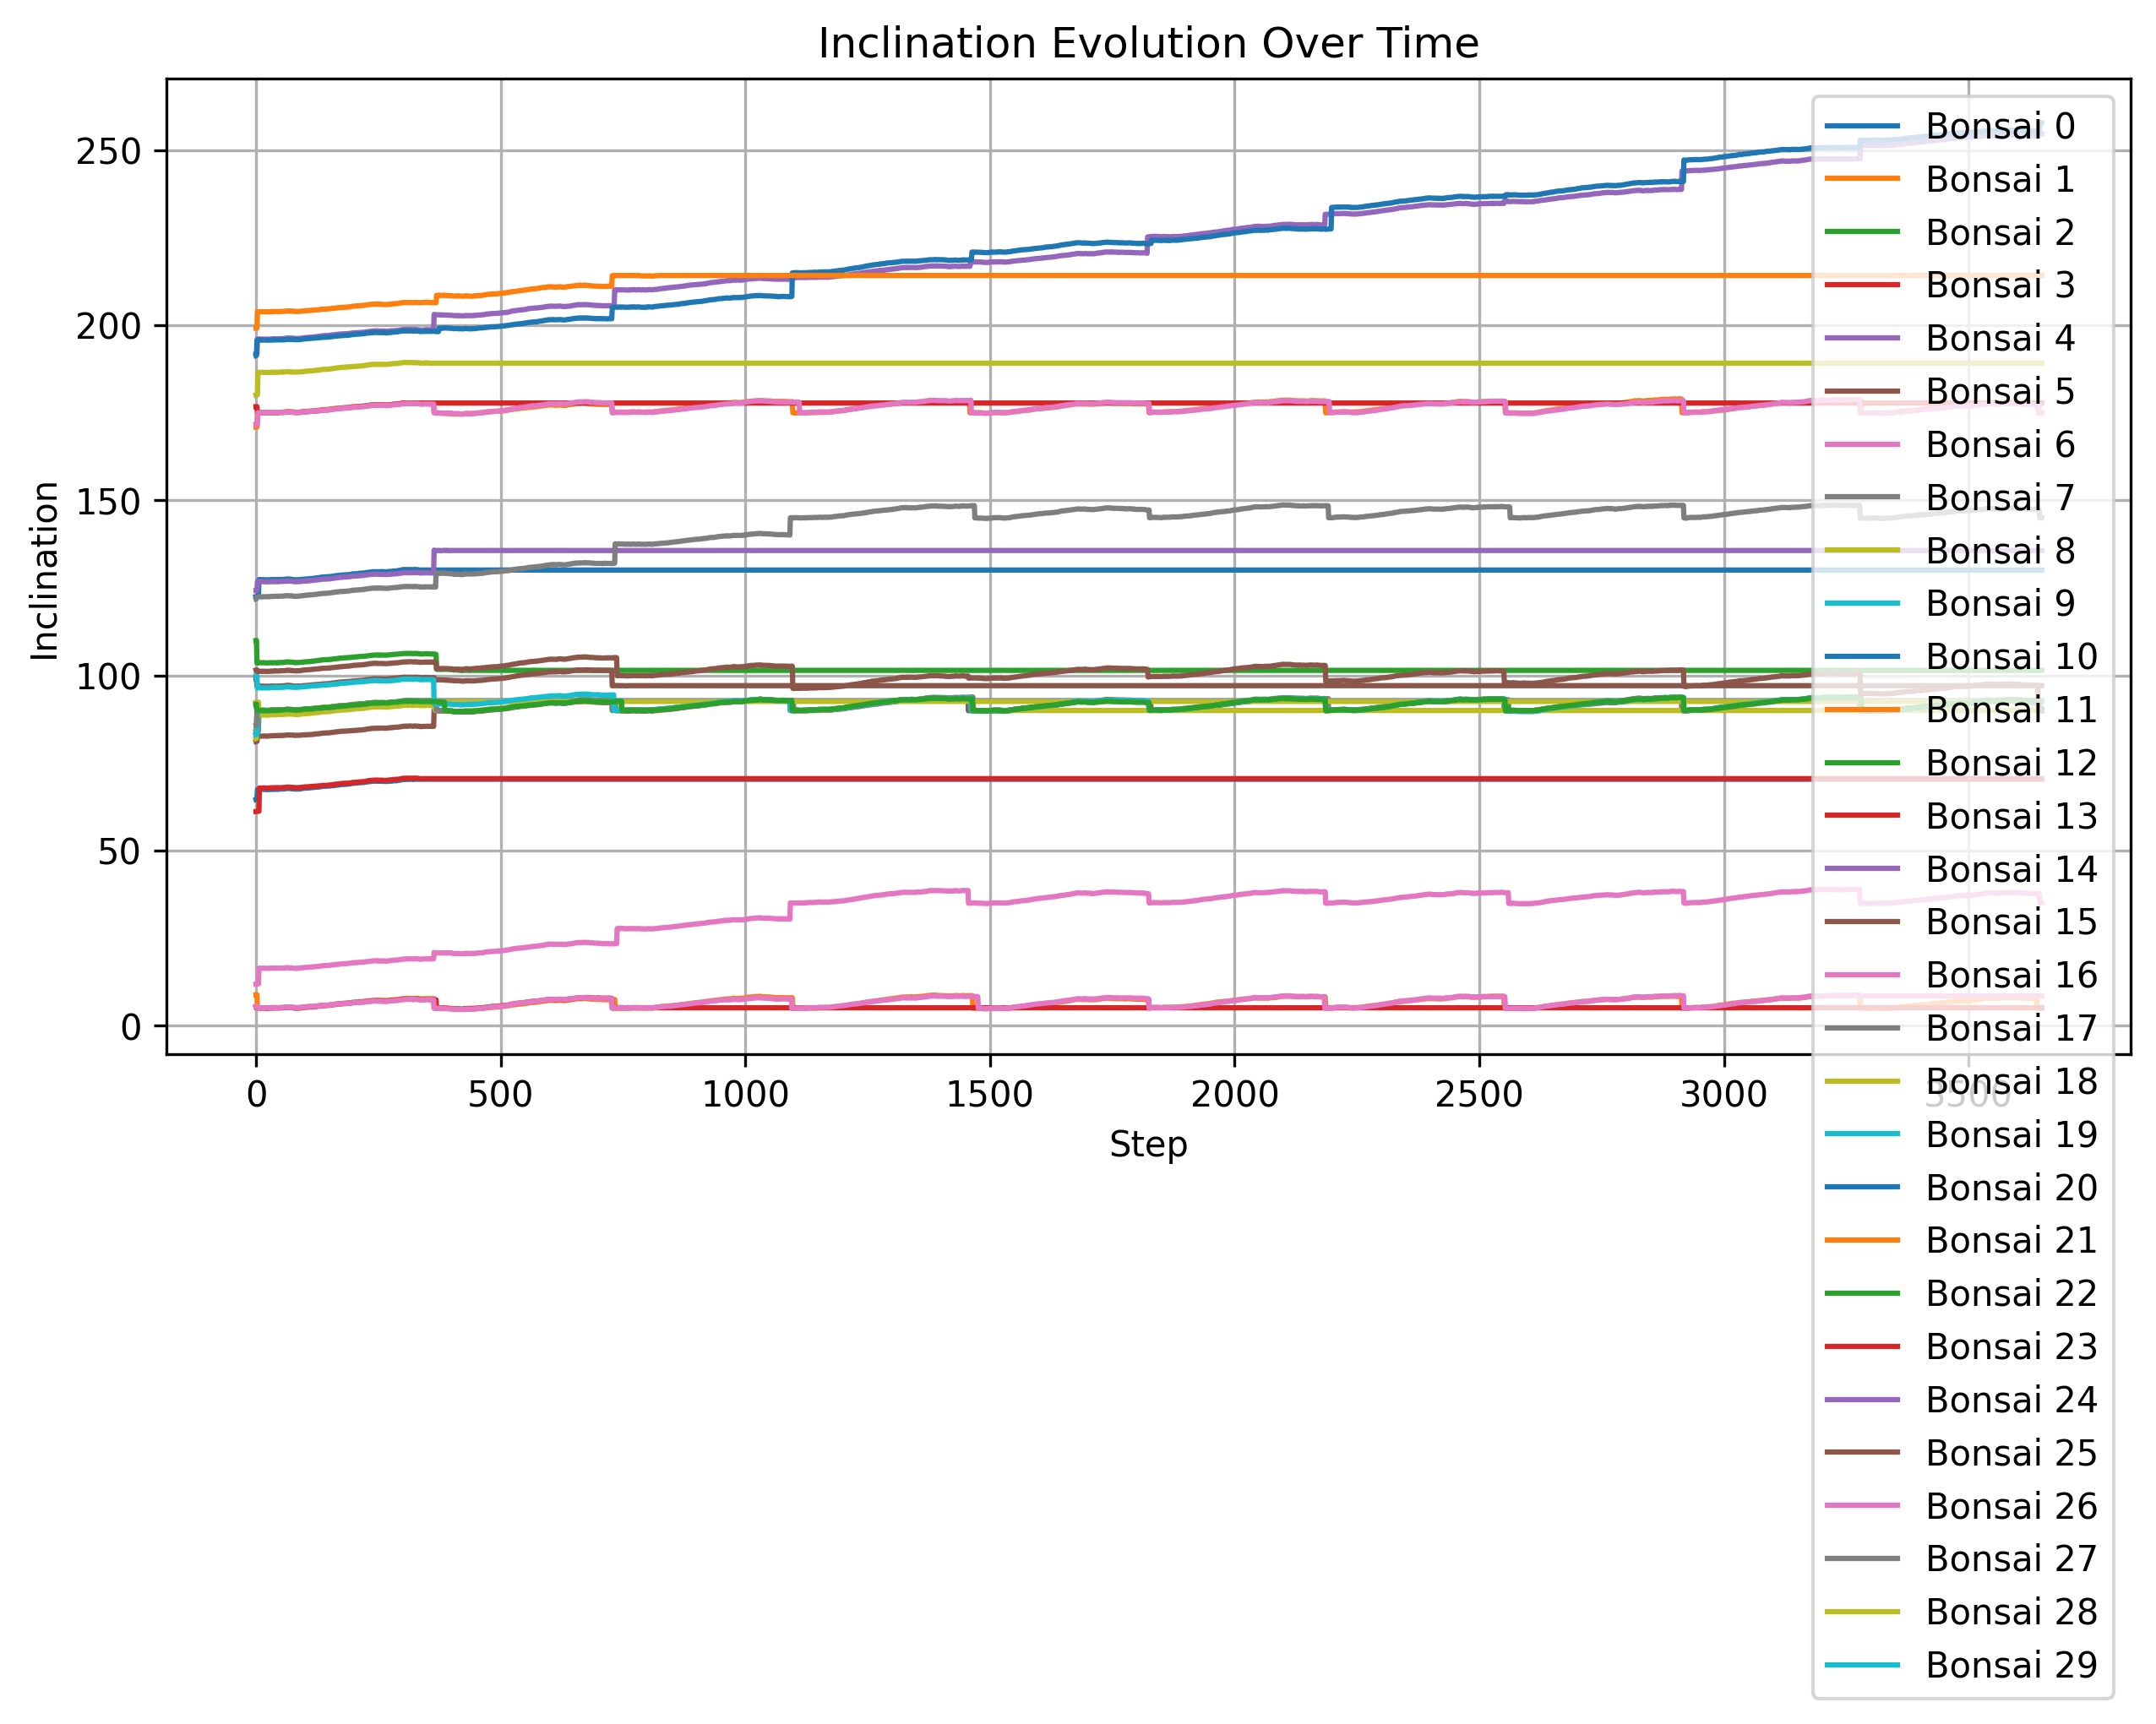 Inclination Evolution Over Time
Inclination
250
200
150
100
50
0
0 500 1000 1500 2000 2500 3000 3500
Step
Bonsai 0
Bonsai 1
Bonsai 2
Bonsai 3
Bonsai 4
Bonsai 5
Bonsai 6
Bonsai 7
Bonsai 8
Bonsai 9
Bonsai 10
Bonsai 11
Bonsai 12
Bonsai 13
Bonsai 14
Bonsai 15
Bonsai 16
Bonsai 17
Bonsai 18
Bonsai 19
Bonsai 20
Bonsai 21
Bonsai 22
Bonsai 23
Bonsai 24
Bonsai 25
Bonsai 26
Bonsai 27
Bonsai 28
Bonsai 29